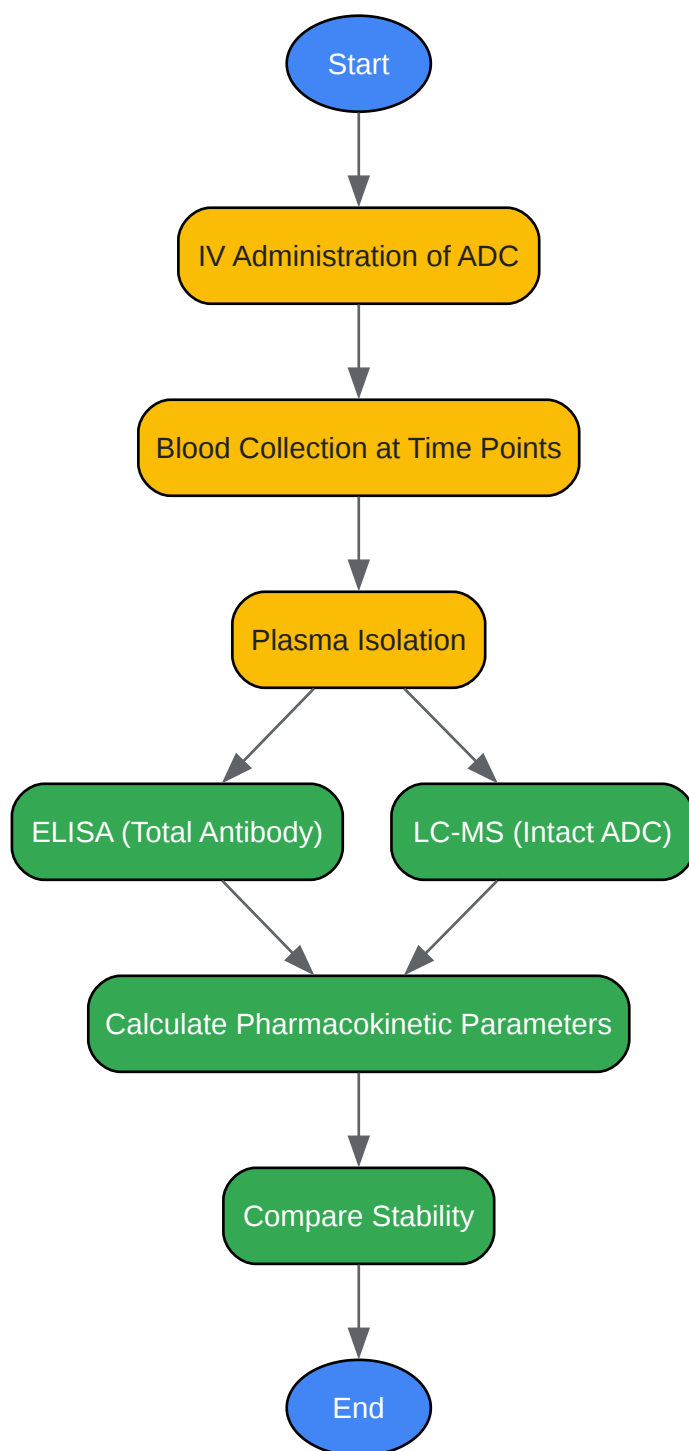 Start
IV Administration of ADC
Blood Collection at Time Points
Plasma Isolation
ELISA (Total Antibody)
LC-MS (Intact ADC)
Calculate Pharmacokinetic Parameters
Compare Stability
End